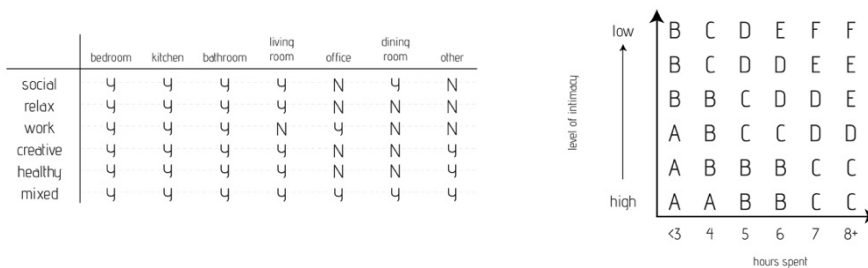 living
dining
bedroom kitchen bathroom room office room other
social y y y y N y N
relax y y y y N N N
work y y y N y N N
creative y y y y N N y
healthy y y y y N N y
mixed y y y y y y y
low B C D E F F
B C D D E E
B B C D D E
level of intimacy
A B C C D D
A B B B C C
high A A B B C C
<3 4 5 6 7 8+
hours spent